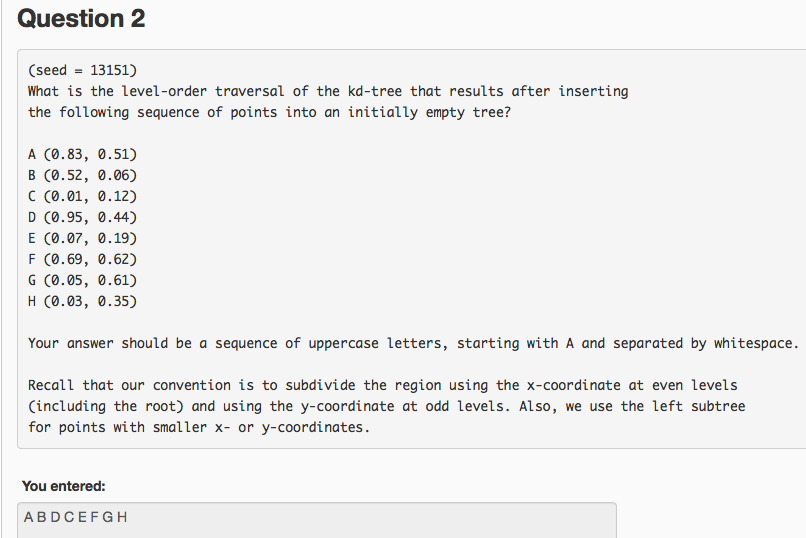 Question 2
(seed = 13151)
What is the level-order traversal of the kd-tree that results after inserting
the following sequence of points into an initially empty tree?
A (0.83, 0.51)
B (0.52, 0.06)
C (0.01, 0.12)
D (0.95, 0.44)
E (0.07, 0.19)
F (0.69, 0.62)
G (0.05, 0.61)
H (0.03, 0.35)
Your answer should be a sequence of uppercase letters, starting with A and separated by whitespace.
Recall that our convention is to subdivide the region using the x-coordinate at even levels
(including the root) and using the y-coordinate at odd levels. Also, we use the left subtree
for points with smaller x- or y-coordinates.
You entered:
A B D C E F G H